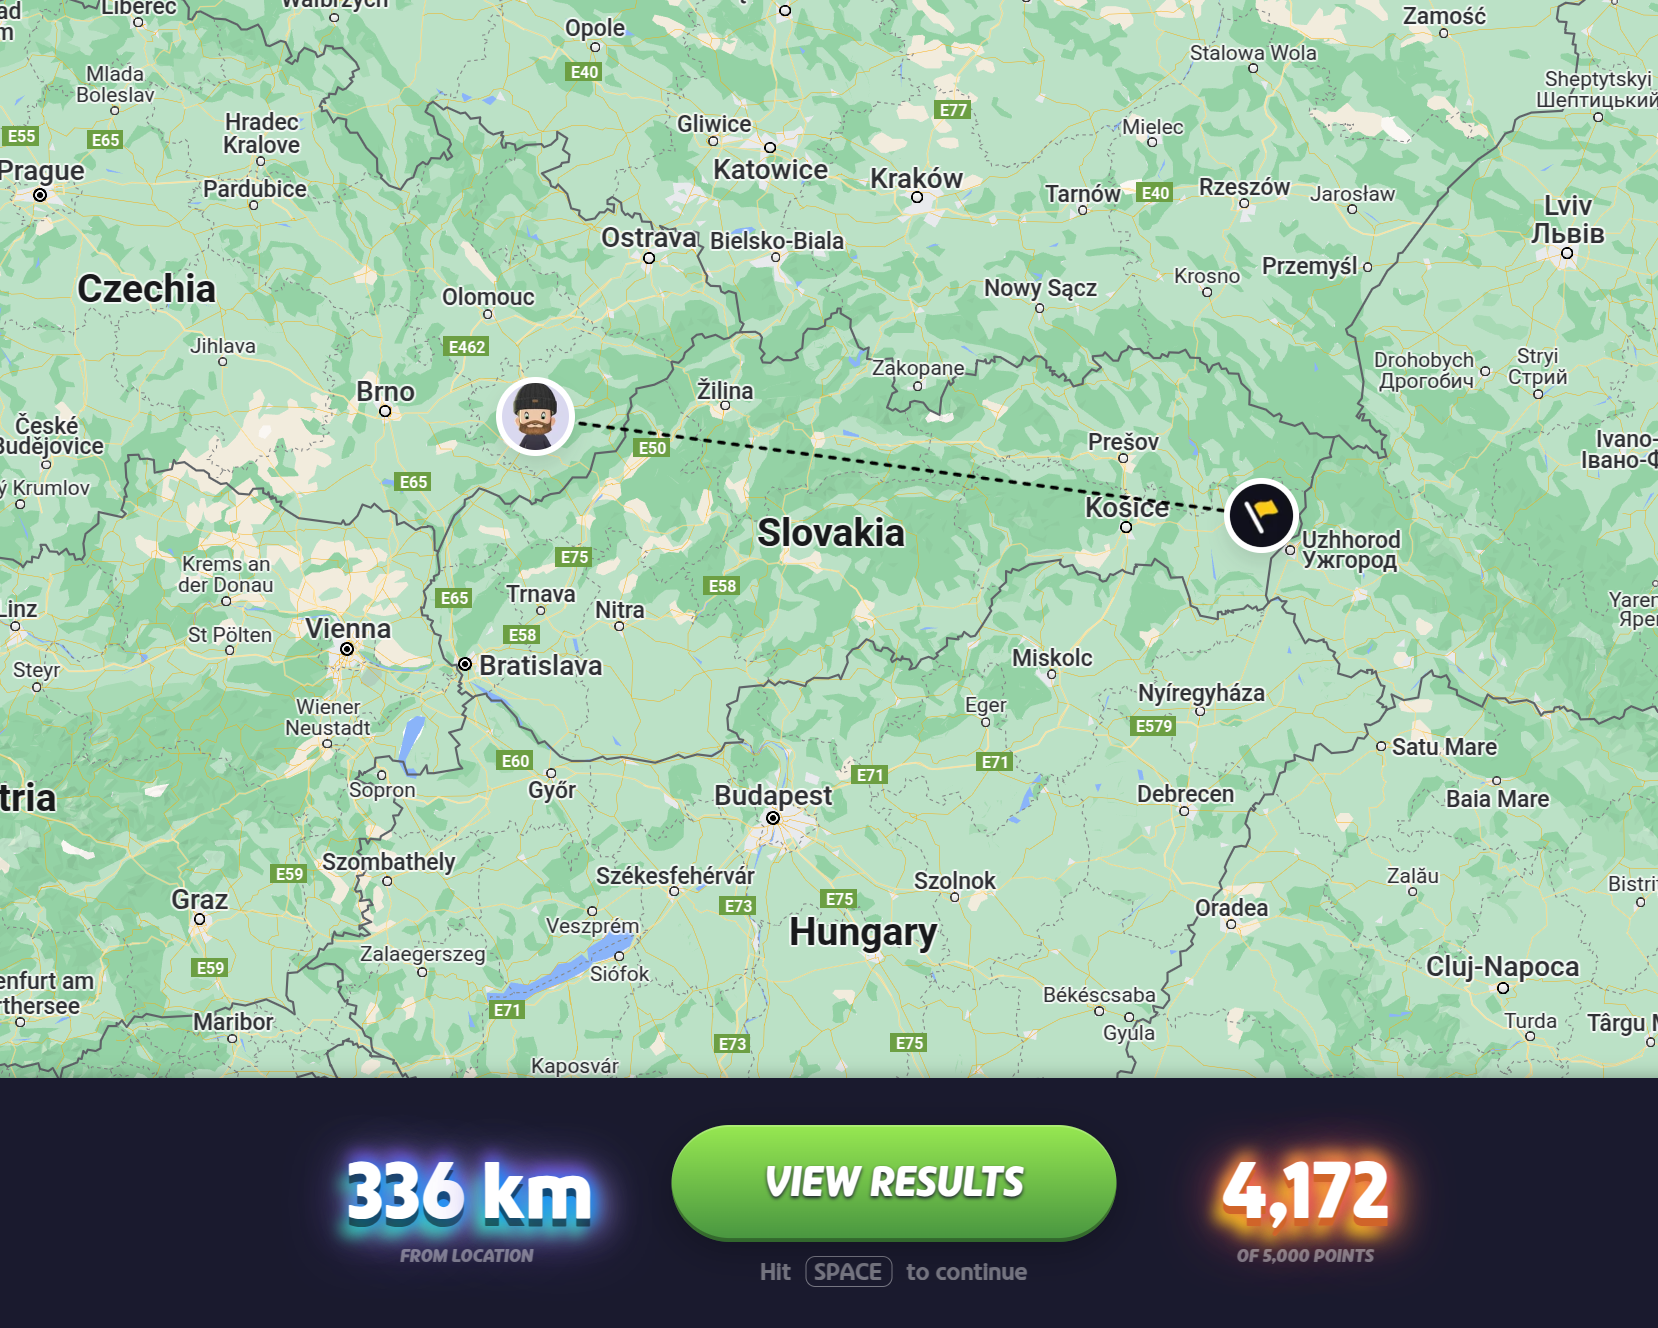 Liberec
Opole
Zamość
Stalowa Wola
E40
Mlada
Boleslav
Sheptytskyi
Шептицький
E77
E55
E65
Hradec
Kralove
Gliwice
Mielec
Prague
Katowice
Kraków
Pardubice
Tarnów
E40
Rzeszów
Jarosław
Lviv
Львів
Ostrava
Bielsko-Biala
Przemyśl
Czechia
Olomouc
Nowy Sącz
Krosno
Jihlava
E462
Zakopane
Drohobych
Дрогобич
Stryi
Стрий
Brno
Žilina
České
Budějovice
E50
Prešov
Ivano-
Івано-Ф
ý Krumlov
E65
Košice
Slovakia
Uzhhorod
Ужгород
Krems an
der Donau
E75
E58
Linz
E65
Trnava
Nitra
Yarem
Яре
St Pölten
Vienna
E58
Steyr
Bratislava
Miskolc
Wiener
Neustadt
Eger
Nyíregyháza
E579
E60
E71
E71
Satu Mare
tria
Sopron
Győr
Budapest
Debrecen
Baia Mare
E59
Szombathely
Székesfehérvár
E73
E75
Szolnok
Zalău
Bistri
Graz
Veszprém
Hungary
Oradea
E59
Zalaegerszeg
Siófok
Cluj-Napoca
enfurt am
rthersee
E71
Békéscsaba
Gyula
Maribor
E73
E75
Turda
Târgu M
Kaposvár
336 km
FROM LOCATION
VIEW RESULTS
Hit SPACE to continue
4,172
OF 5,000 POINTS